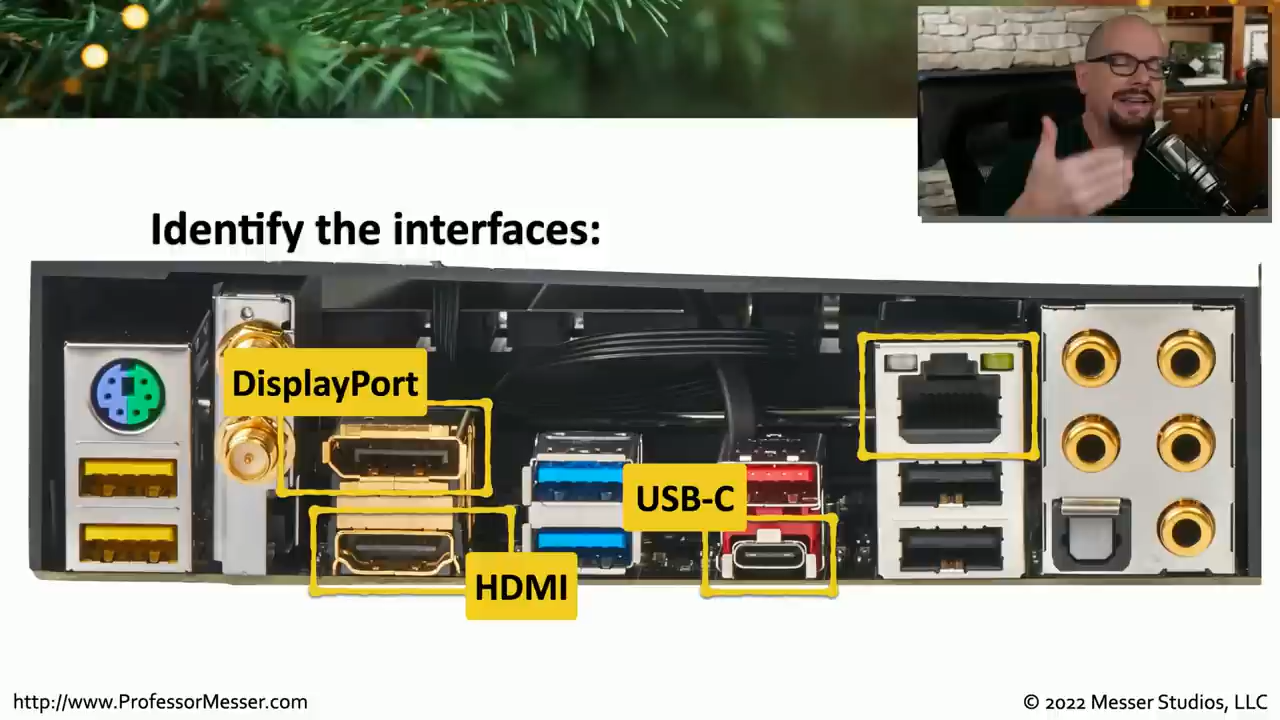 Identify the interfaces:
DisplayPort
USB-C
HDMI
http://www.ProfessorMesser.com
© 2022 Messer Studios, LLC